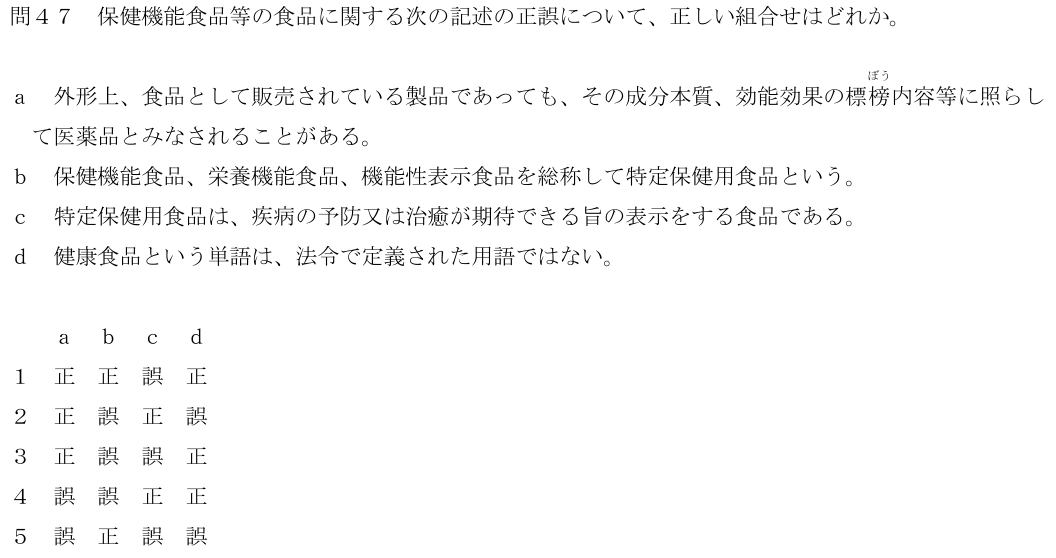 問４７　保健機能食品等の食品に関する次の記述の正誤について、正しい組合せはどれか。
ぼう
a　外形上、食品として販売されている製品であっても、その成分本質、効能効果の標榜内容等に照らし
て医薬品とみなされることがある。
b　保健機能食品、栄養機能食品、機能性表示食品を総称して特定保健用食品という。
c　特定保健用食品は、疾病の予防又は治癒が期待できる旨の表示をする食品である。
d　健康食品という単語は、法令で定義された用語ではない。
a　b　c　d
１　正　正　誤　正
２　正　誤　正　誤
３　正　誤　誤　正
４　誤　誤　正　正
５　誤　正　誤　誤